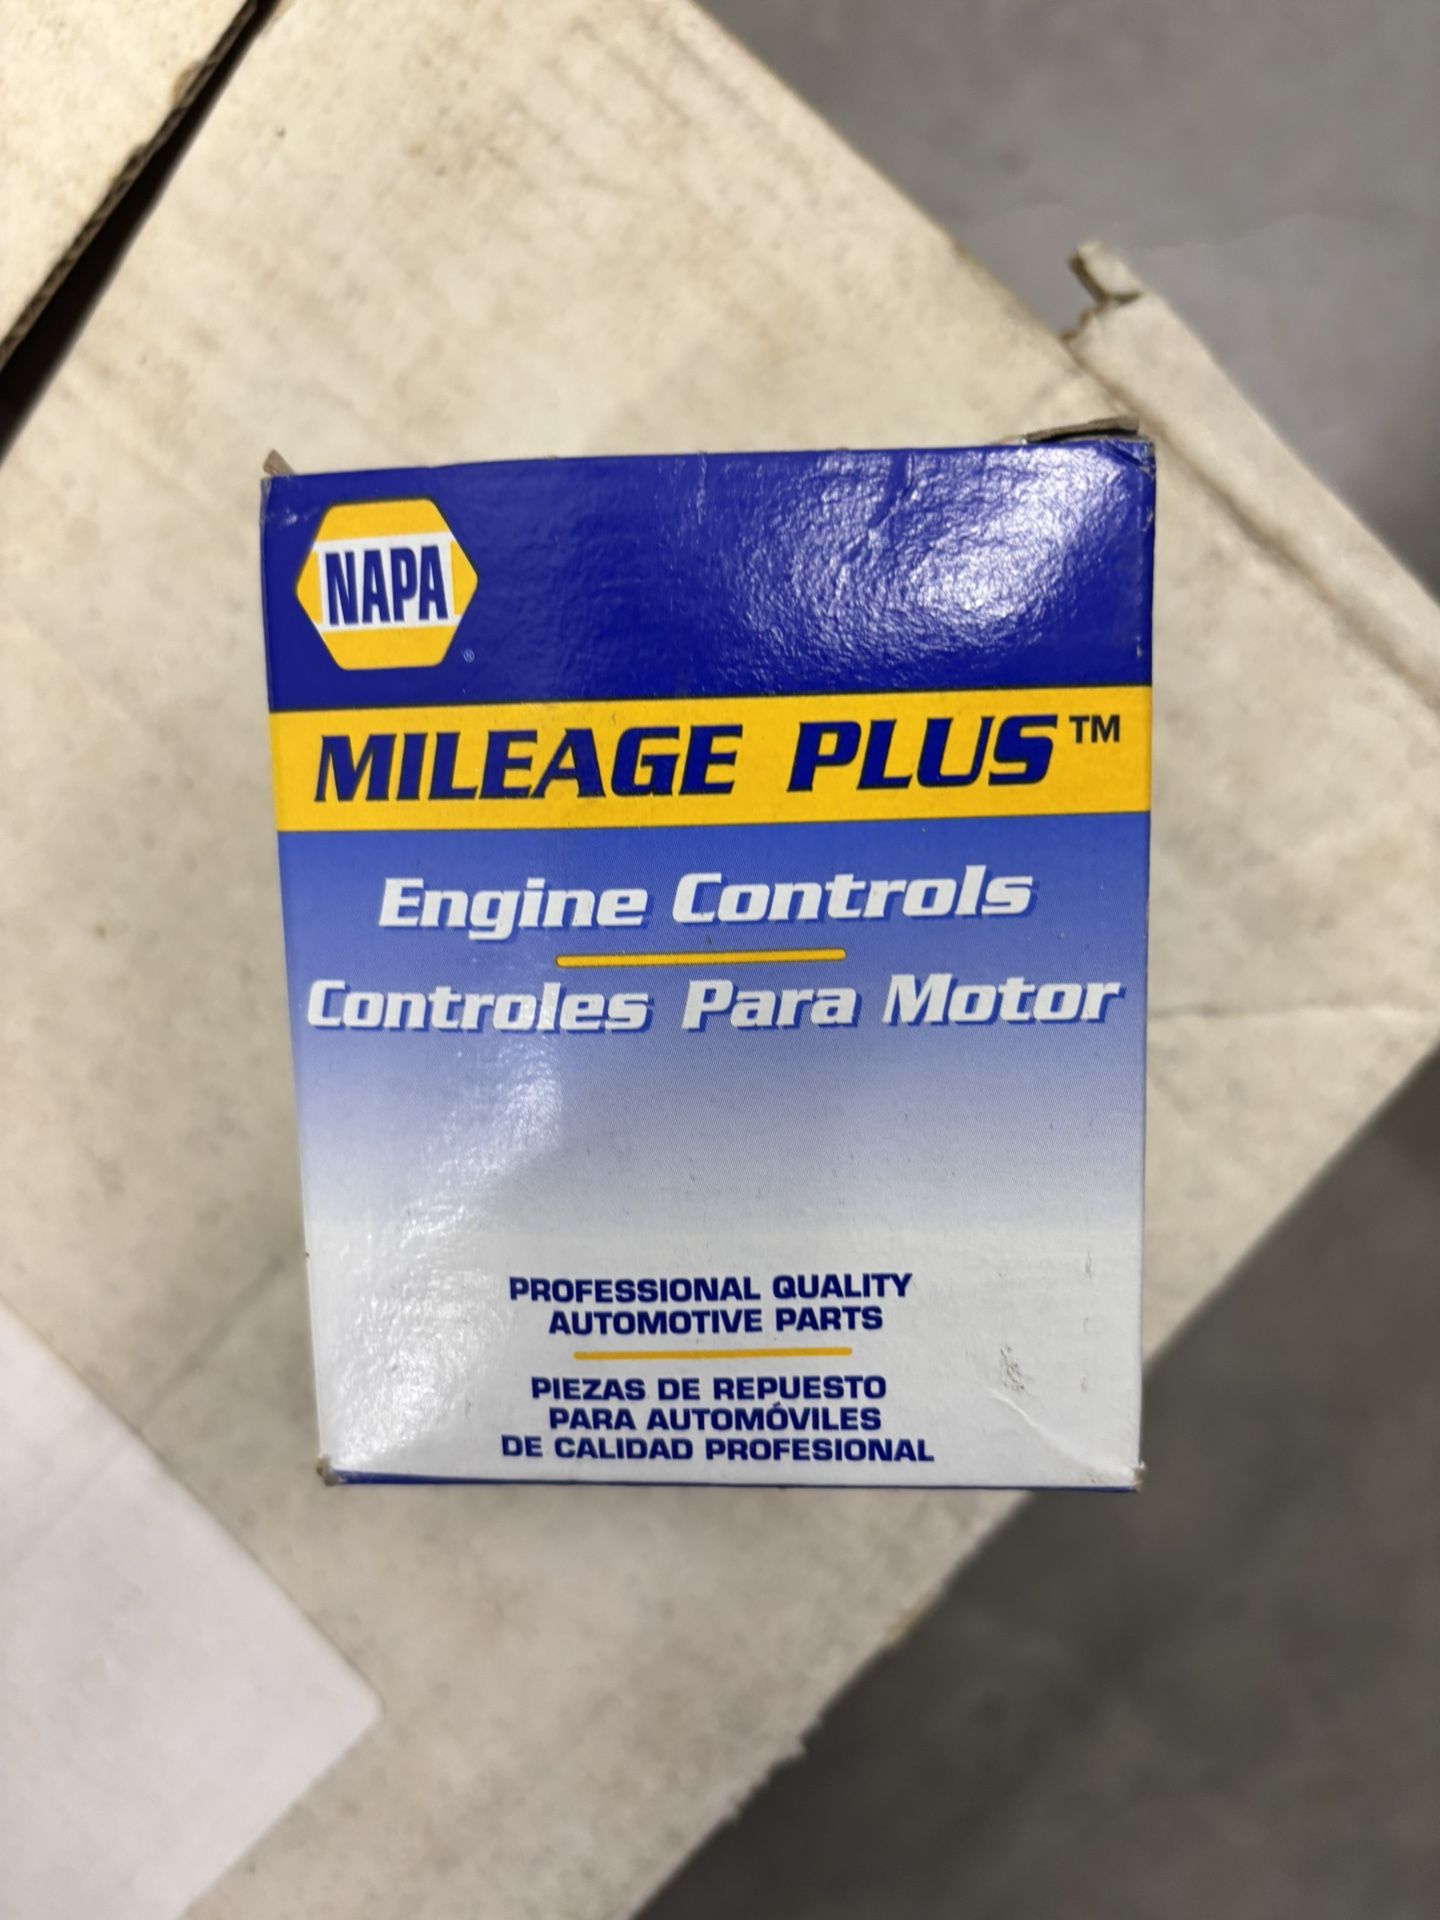 NAPA®
MILEAGE PLUS™
Engine Controls
Controles Para Motor
PROFESSIONAL QUALITY
AUTOMOTIVE PARTS
PIEZAS DE REPUESTO
PARA AUTOMÓVILES
DE CALIDAD PROFESIONAL